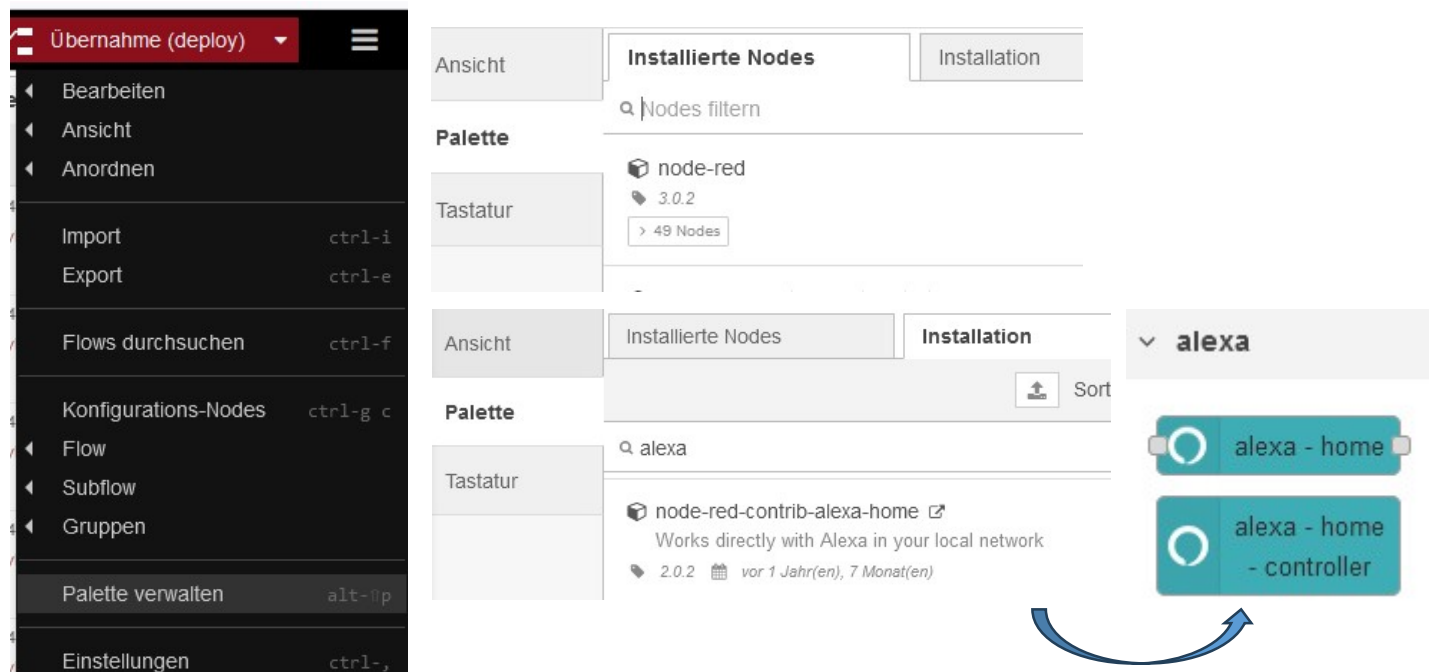 Übernahme (deploy)
Bearbeiten
Ansicht
Anordnen
Import ctrl-i
Export ctrl-e
Flows durchsuchen ctrl-f
Konfigurations-Nodes ctrl-g c
Flow
Subflow
Gruppen
Palette verwalten alt-⇧p
Einstellungen ctrl-,
Ansicht
Palette
Tastatur
Installierte Nodes
Installation
Nodes filtern
node-red
3.0.2
> 49 Nodes
Ansicht
Palette
Tastatur
Installierte Nodes
Installation
Sort
alexa
node-red-contrib-alexa-home
Works directly with Alexa in your local network
2.0.2 vor 1 Jahr(en), 7 Monat(en)
alexa
alexa - home
alexa - home
- controller